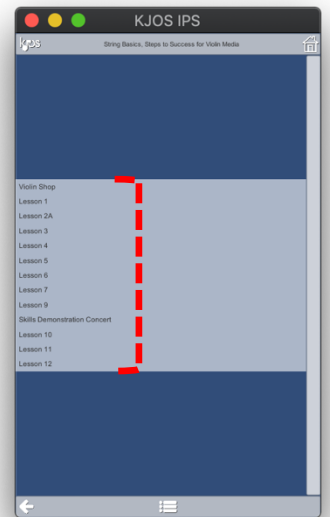 KJOS IPS
kjos
String Basics, Steps to Success for Violin Media
Violin Shop
Lesson 1
Lesson 2A
Lesson 3
Lesson 4
Lesson 5
Lesson 6
Lesson 7
Lesson 9
Skills Demonstration Concert
Lesson 10
Lesson 11
Lesson 12